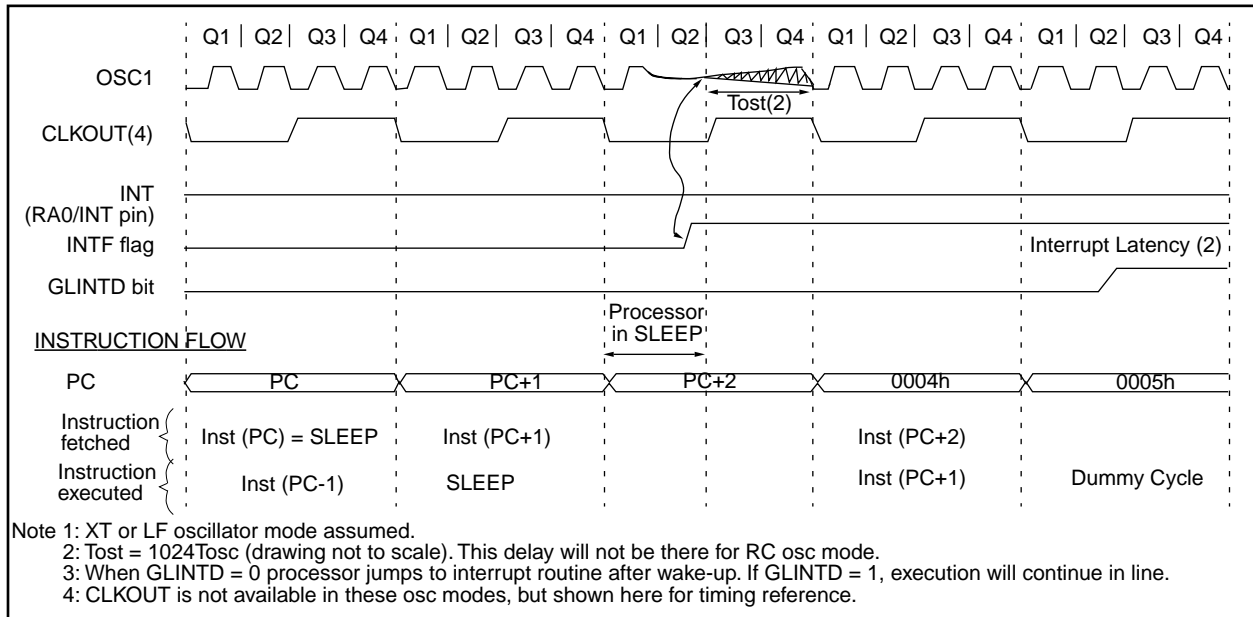 Q1 | Q2 | Q3 | Q4 Q1 | Q2 | Q3 | Q4 Q1 | Q2 | Q3 | Q4 Q1 | Q2 | Q3 | Q4 Q1 | Q2 | Q3 | Q4
OSC1
Tost(2)
CLKOUT(4)
INT
(RA0/INT pin)
INTF flag
Interrupt Latency (2)
GLINTD bit
Processor
in SLEEP
INSTRUCTION FLOW
PC PC PC+1 PC+2 0004h 0005h
Instruction
fetched
Inst (PC) = SLEEP Inst (PC+1) Inst (PC+2)
Instruction
executed
Inst (PC-1) SLEEP Inst (PC+1) Dummy Cycle
Note 1: XT or LF oscillator mode assumed.
2: Tost = 1024Tosc (drawing not to scale). This delay will not be there for RC osc mode.
3: When GLINTD = 0 processor jumps to interrupt routine after wake-up. If GLINTD = 1, execution will continue in line.
4: CLKOUT is not available in these osc modes, but shown here for timing reference.